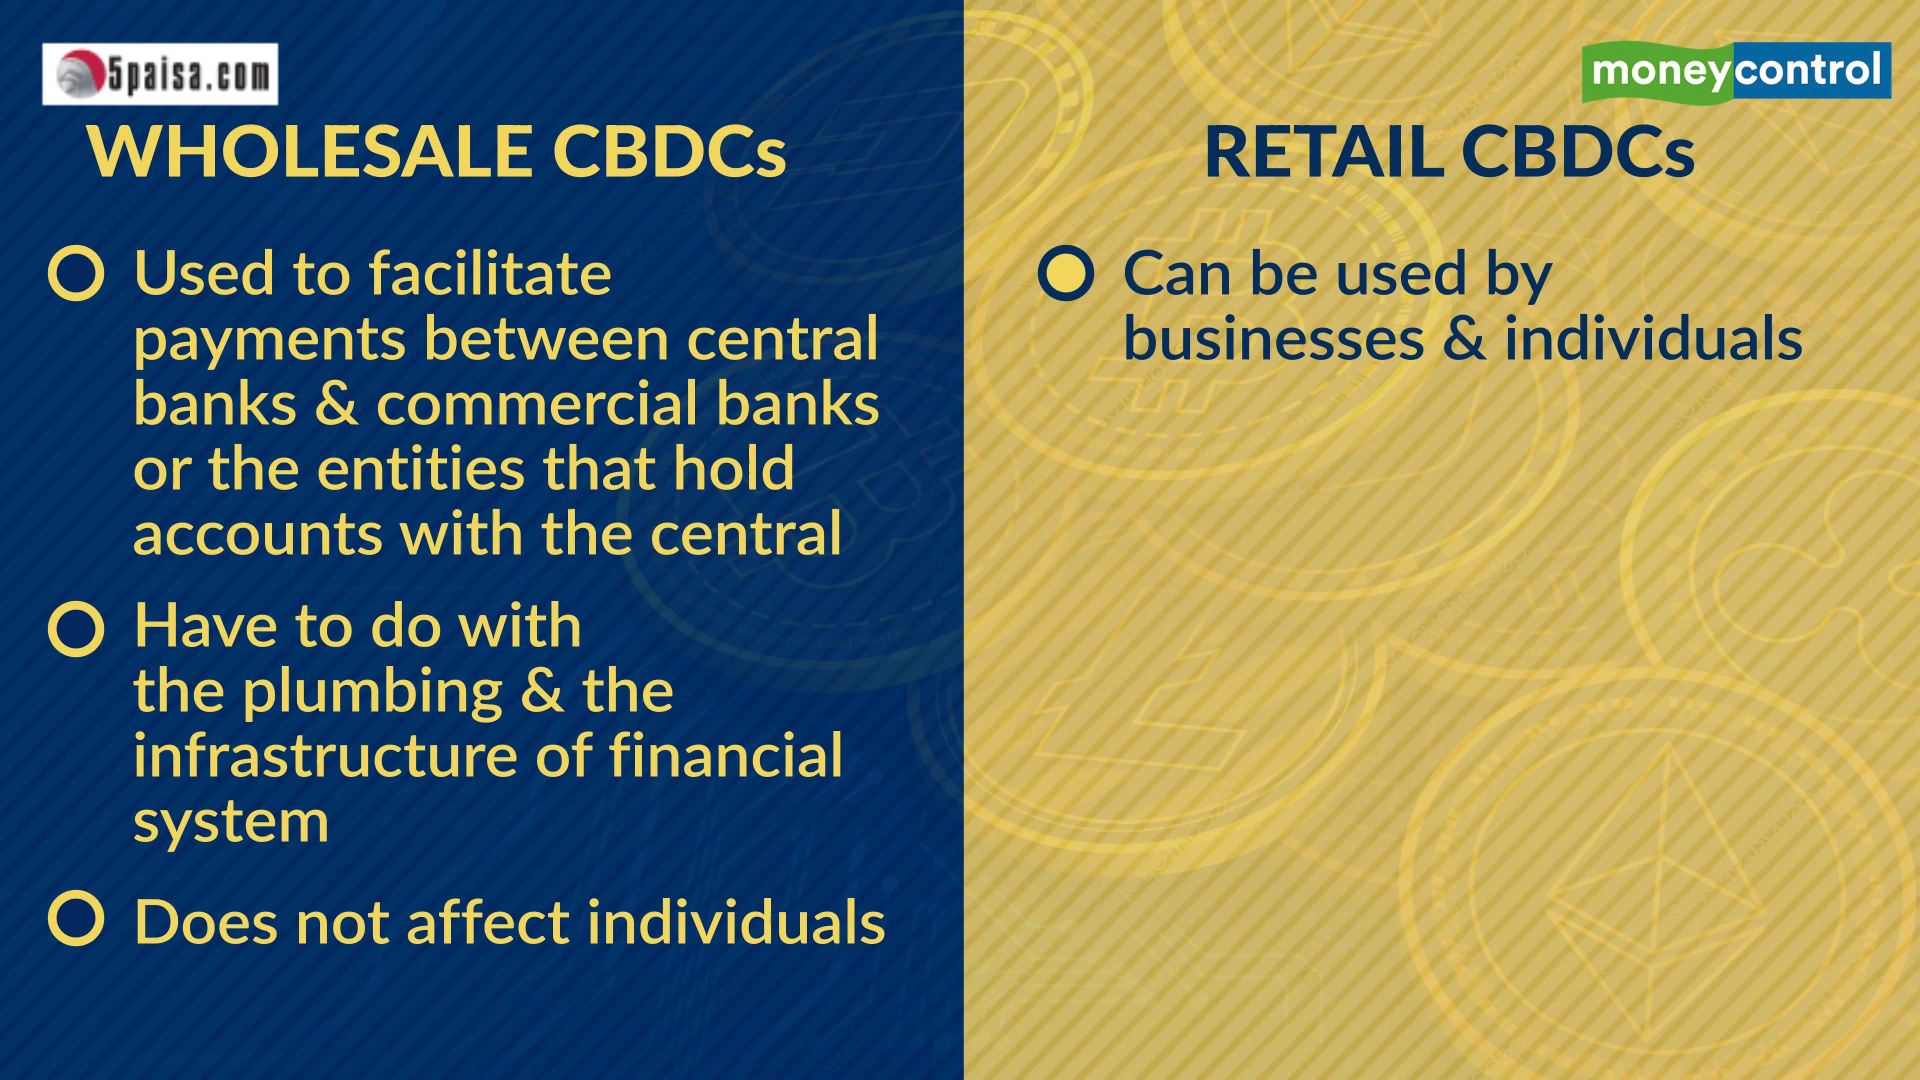 5paisa.com
moneycontrol
WHOLESALE CBDCs
Used to facilitate
payments between central
banks & commercial banks
or the entities that hold
accounts with the central
Have to do with
the plumbing & the
infrastructure of financial
system
Does not affect individuals
RETAIL CBDCs
Can be used by
businesses & individuals